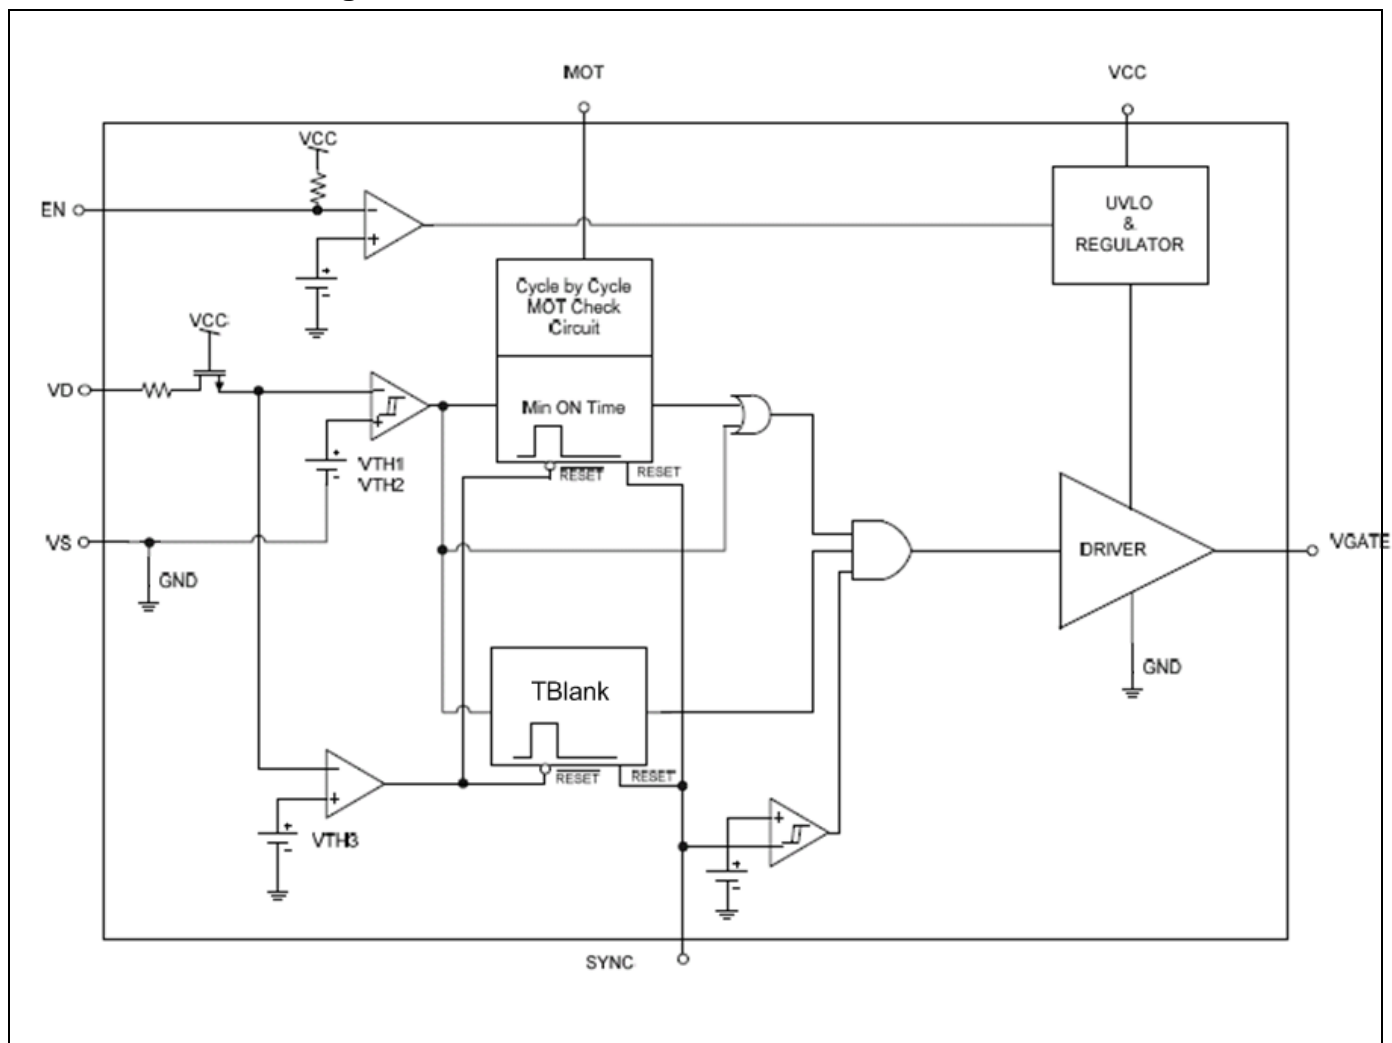 MOT
VCC
VCC
EN
−
+
+
-
UVLO
&
REGULATOR
Cycle by Cycle
MOT Check
Circuit
VCC
VD
−
+
Min ON Time
+
-
VTH1
VTH2
RESET
RESET
VS
GND
DRIVER
VGATE
GND
TBlank
RESET
RESET
−
+
+
-
VTH3
+
−
+
-
SYNC